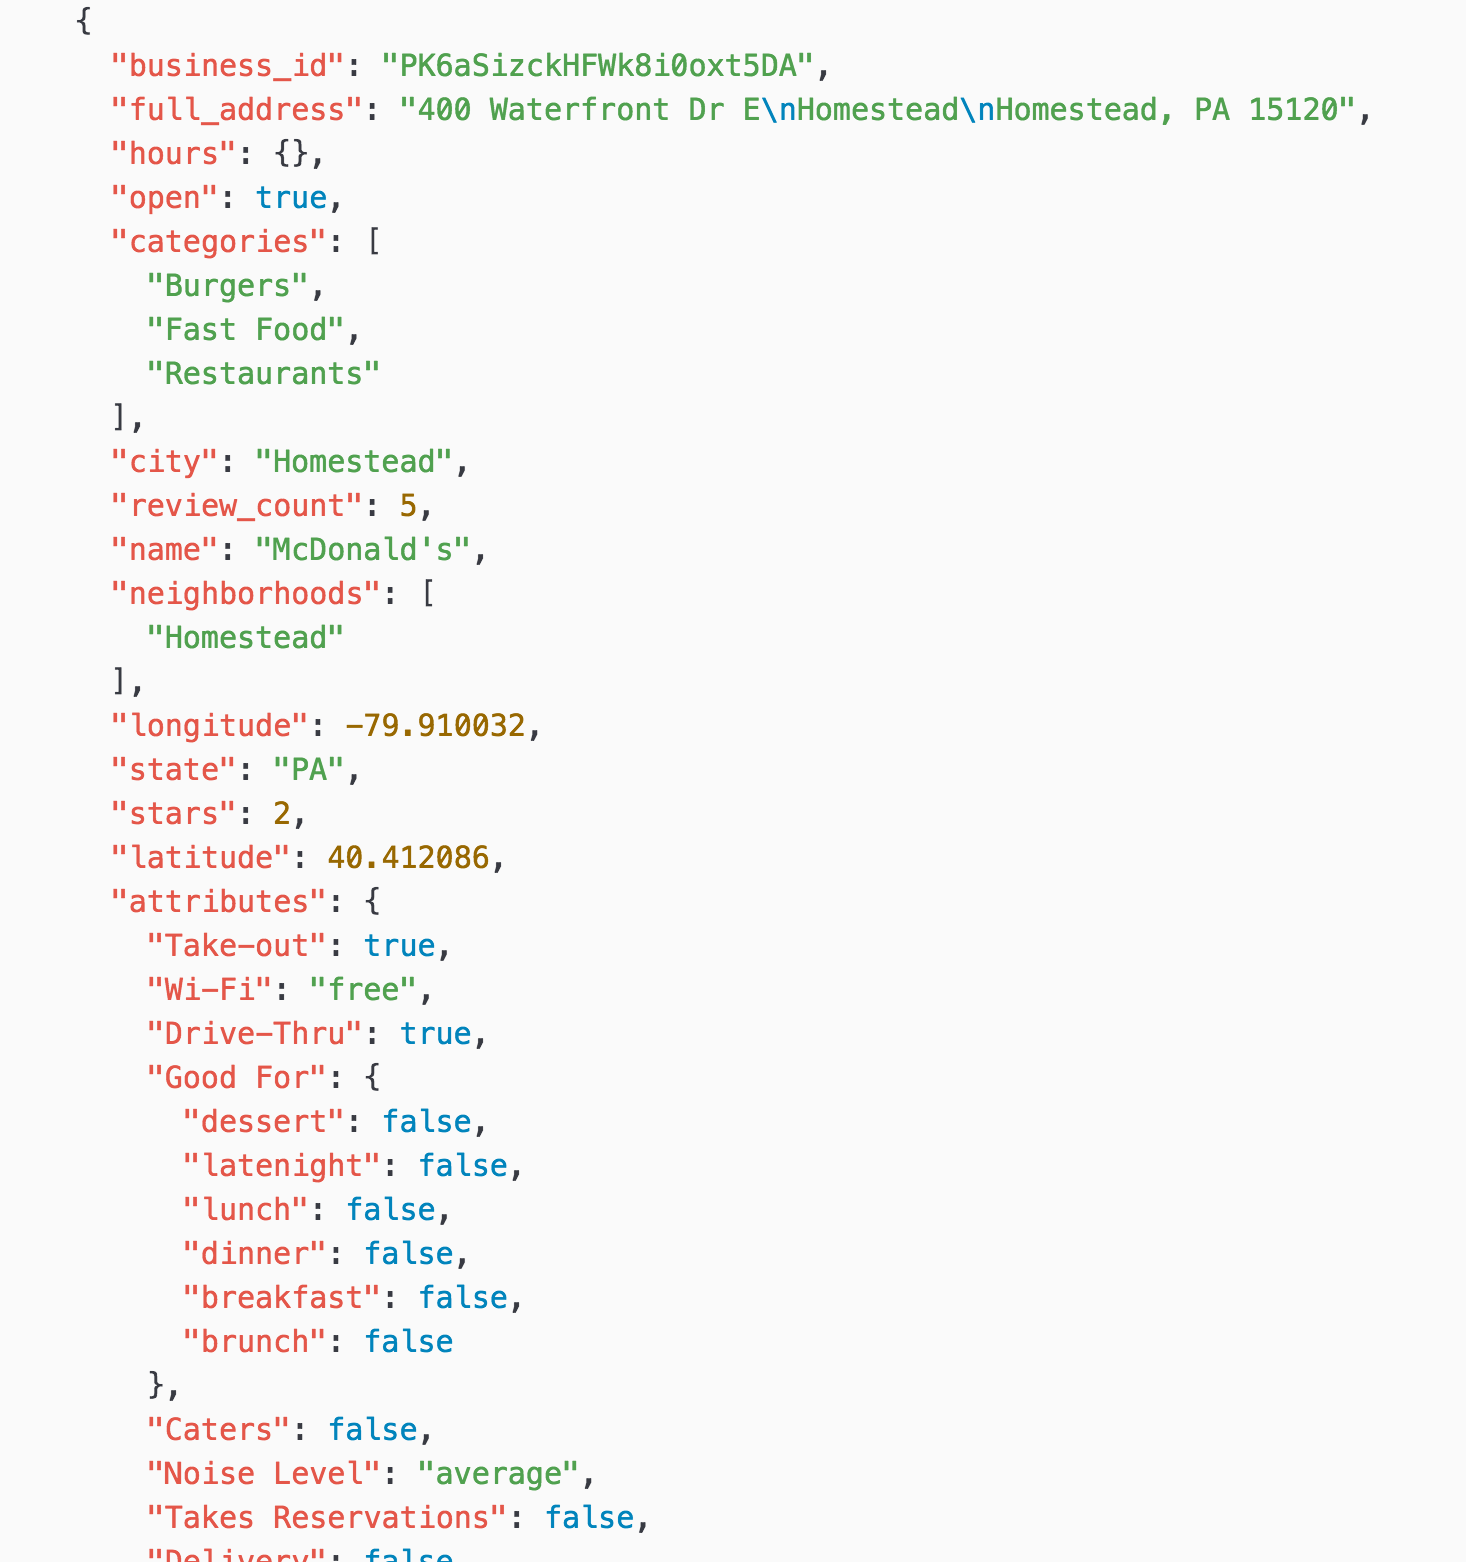 {
"business_id": "PK6aSizckHFWk8i0oxt5DA",
"full_address": "400 Waterfront Dr E\nHomestead\nHomestead, PA 15120",
"hours": {},
"open": true,
"categories": [
"Burgers",
"Fast Food",
"Restaurants"
],
"city": "Homestead",
"review_count": 5,
"name": "McDonald's",
"neighborhoods": [
"Homestead"
],
"longitude": -79.910032,
"state": "PA",
"stars": 2,
"latitude": 40.412086,
"attributes": {
"Take-out": true,
"Wi-Fi": "free",
"Drive-Thru": true,
"Good For": {
"dessert": false,
"latenight": false,
"lunch": false,
"dinner": false,
"breakfast": false,
"brunch": false
},
"Caters": false,
"Noise Level": "average",
"Takes Reservations": false,
"Delivery": false